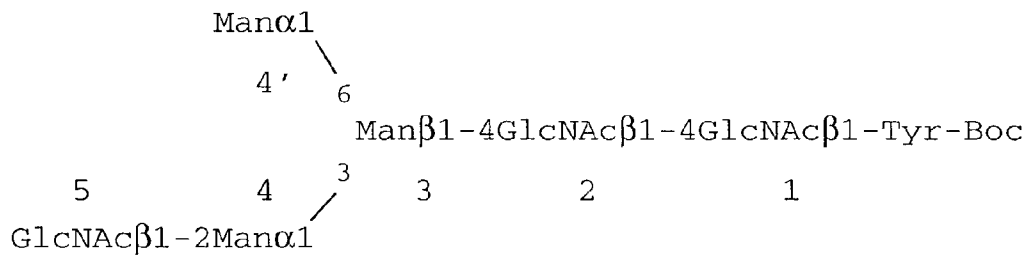 Manα1
4'
6
Manβ1-4GlcNAcβ1-4GlcNAcβ1-Tyr-Boc
3
5 4 3 2 1
GlcNAcβ1-2Manα1